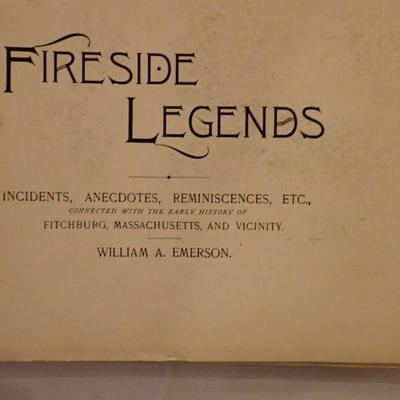 FIRESIDE
LEGENDS
INCIDENTS, ANECDOTES, REMINISCENCES, ETC.,
CONNECTED WITH THE EARLY HISTORY OF
FITCHBURG, MASSACHUSETTS, AND VICINITY.
WILLIAM A. EMERSON.